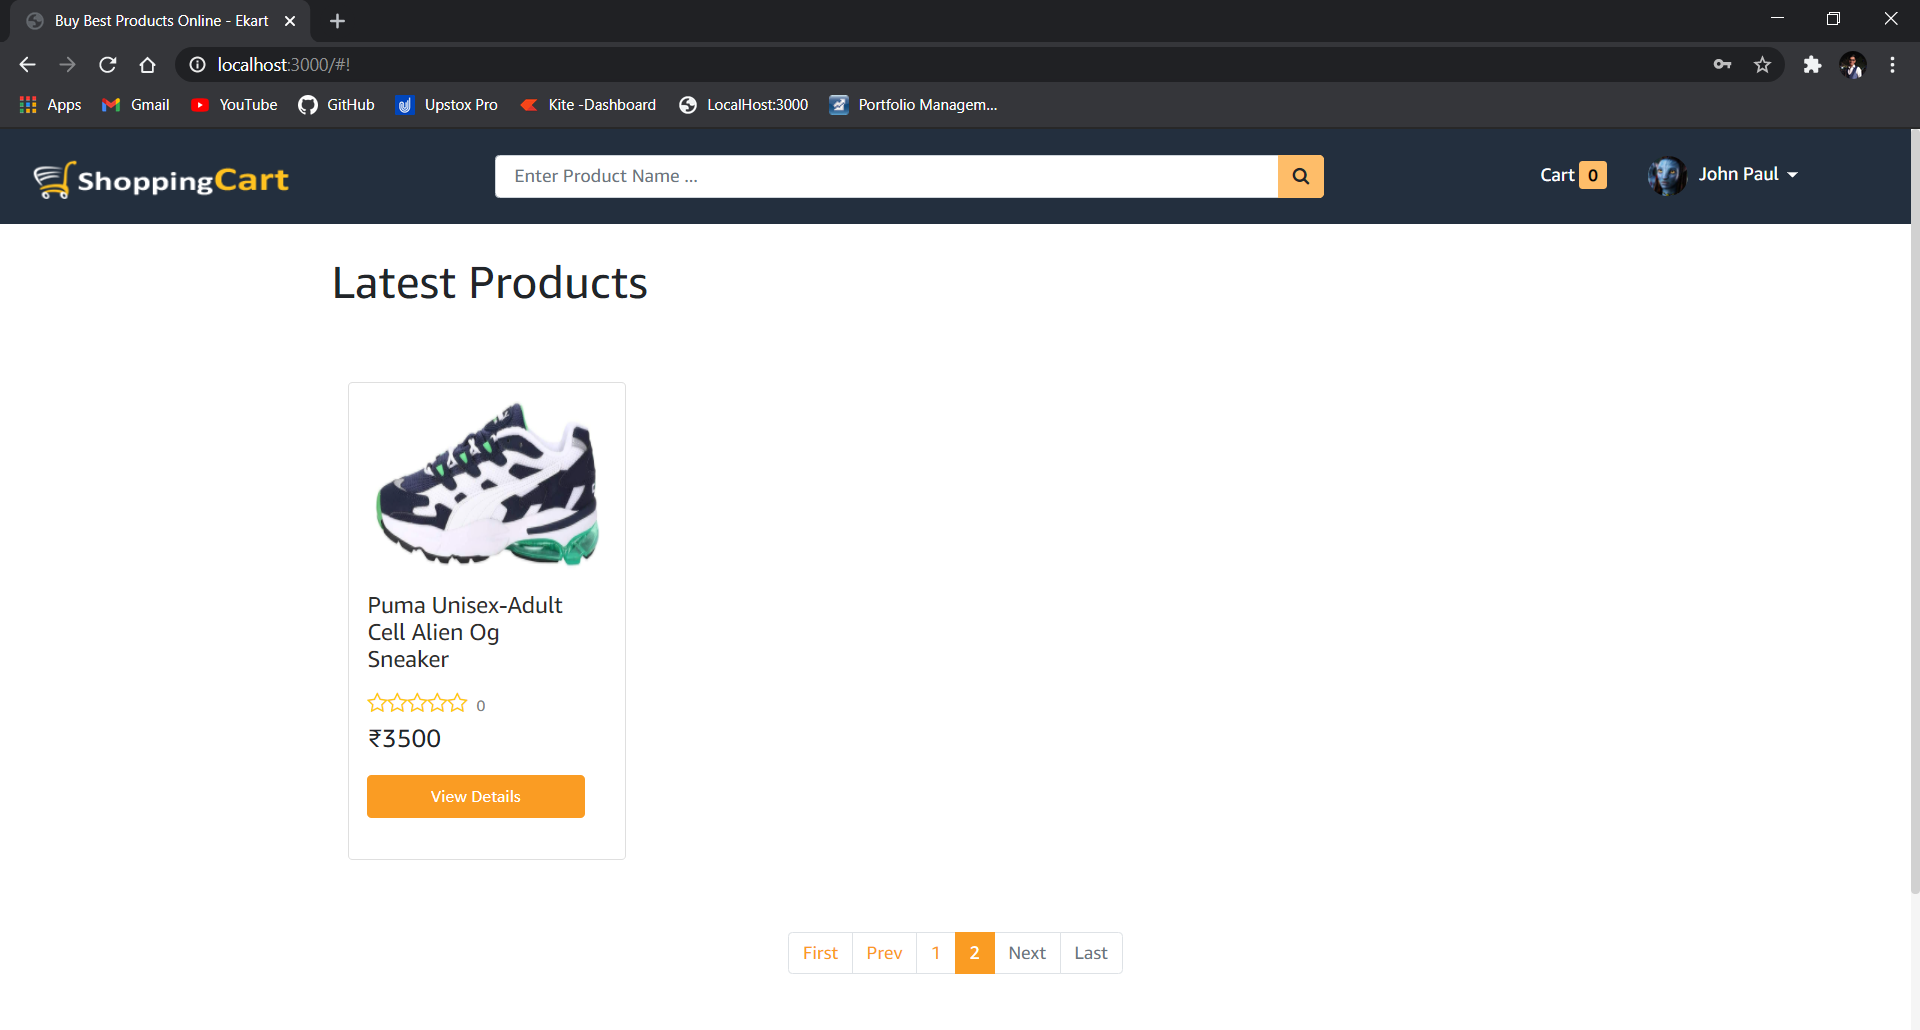 Buy Best Products Online - Ekart
localhost:3000/#!
Apps Gmail YouTube GitHub Upstox Pro Kite -Dashboard LocalHost:3000 Portfolio Managem...
ShoppingCart Enter Product Name ... Cart 0 John Paul
Latest Products
Puma Unisex-Adult
Cell Alien Og
Sneaker
0
₹3500
View Details
First Prev 1 2 Next Last